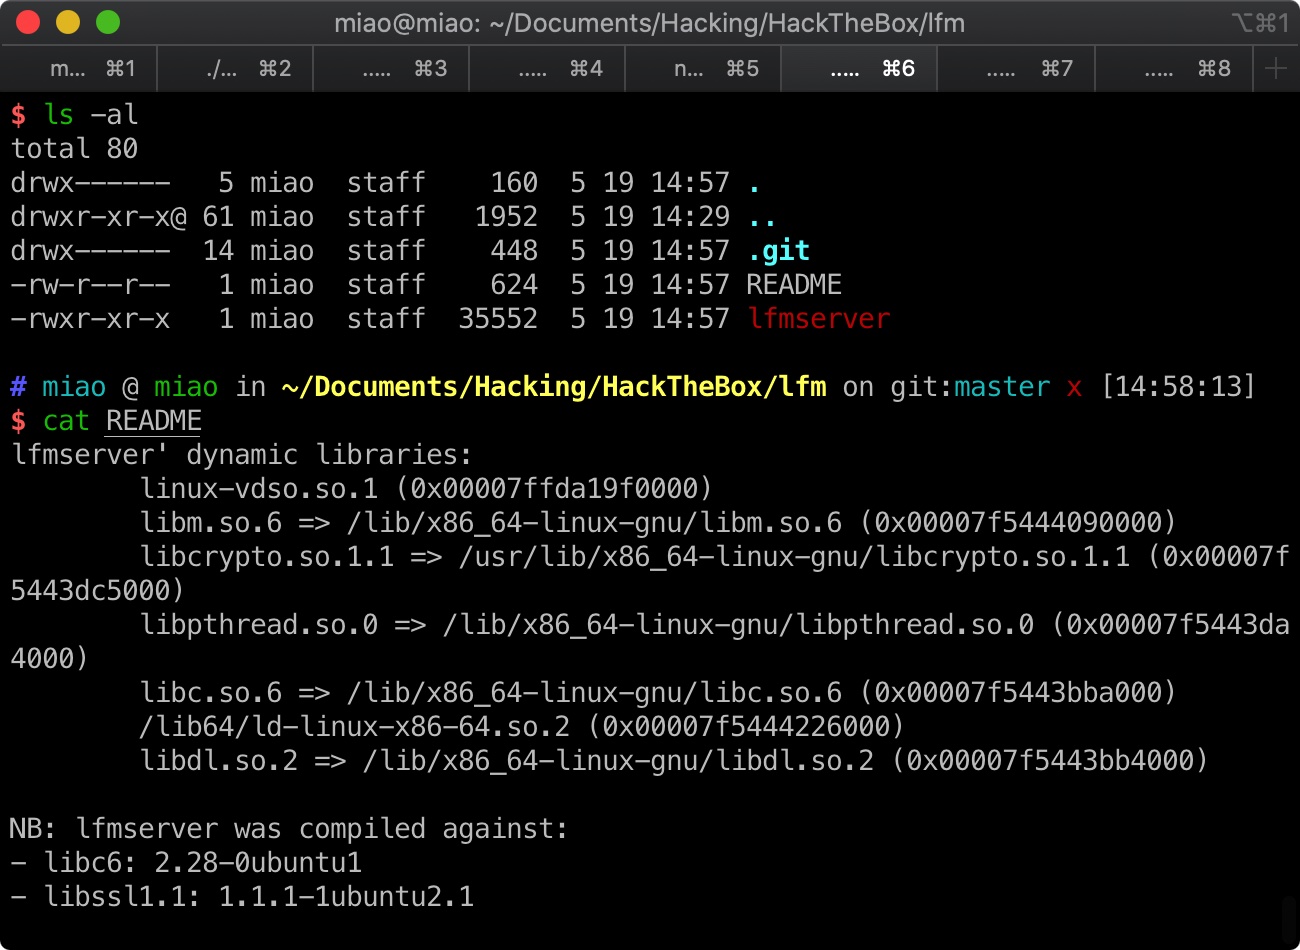 miao@miao: ~/Documents/Hacking/HackTheBox/lfm ⌥⌘1
m... ⌘1 ./... ⌘2 ..... ⌘3 ..... ⌘4 n... ⌘5 ..... ⌘6 ..... ⌘7 ..... ⌘8 +
$ ls -al
total 80
drwx------   5 miao  staff    160  5 19 14:57 .
drwxr-xr-x@ 61 miao  staff   1952  5 19 14:29 ..
drwx------  14 miao  staff    448  5 19 14:57 .git
-rw-r--r--   1 miao  staff    624  5 19 14:57 README
-rwxr-xr-x   1 miao  staff  35552  5 19 14:57 lfmserver
# miao @ miao in ~/Documents/Hacking/HackTheBox/lfm on git:master x [14:58:13]
$ cat README
lfmserver' dynamic libraries:
        linux-vdso.so.1 (0x00007ffda19f0000)
        libm.so.6 => /lib/x86_64-linux-gnu/libm.so.6 (0x00007f5444090000)
        libcrypto.so.1.1 => /usr/lib/x86_64-linux-gnu/libcrypto.so.1.1 (0x00007f
5443dc5000)
        libpthread.so.0 => /lib/x86_64-linux-gnu/libpthread.so.0 (0x00007f5443da
4000)
        libc.so.6 => /lib/x86_64-linux-gnu/libc.so.6 (0x00007f5443bba000)
        /lib64/ld-linux-x86-64.so.2 (0x00007f5444226000)
        libdl.so.2 => /lib/x86_64-linux-gnu/libdl.so.2 (0x00007f5443bb4000)
NB: lfmserver was compiled against:
- libc6: 2.28-0ubuntu1
- libssl1.1: 1.1.1-1ubuntu2.1